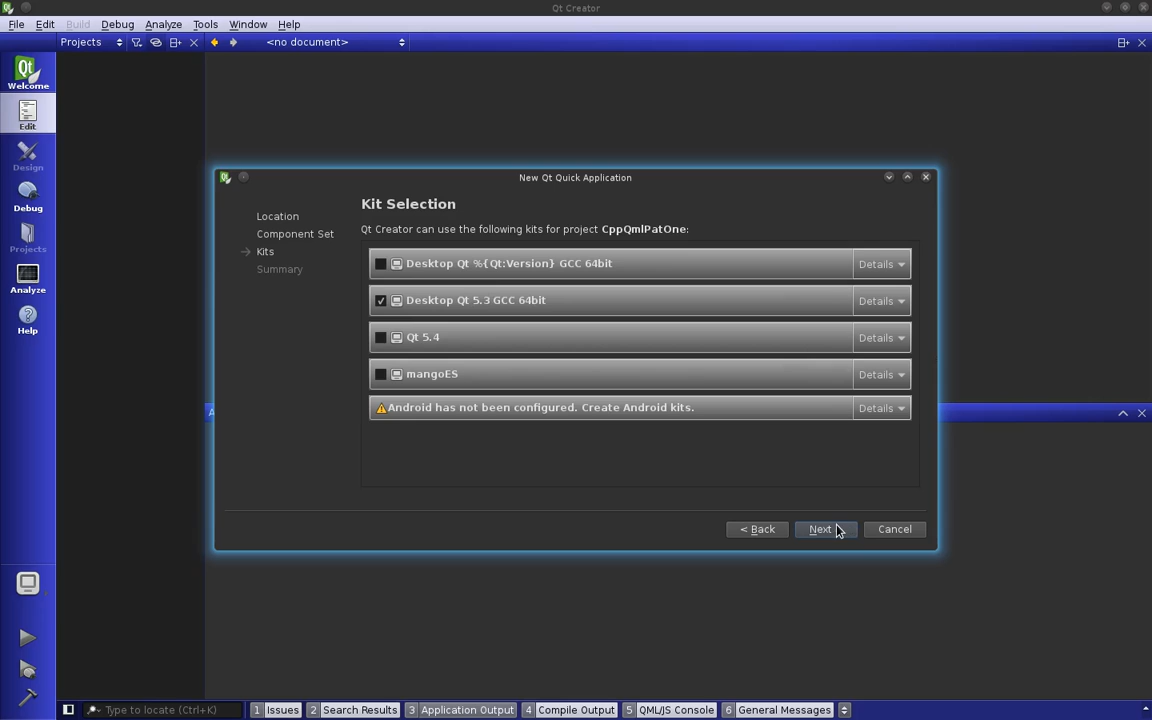 Qt Creator
File Edit Build Debug Analyze Tools Window Help
Projects <no document>
Qt
Welcome
Edit
Design
Debug
Projects
Analyze
Help
New Qt Quick Application
Location
Component Set
Kits
Summary
Kit Selection
Qt Creator can use the following kits for project CppQmlPatOne:
Desktop Qt %{Qt:Version} GCC 64bit Details
Desktop Qt 5.3 GCC 64bit Details
Qt 5.4 Details
mangoES Details
Android has not been configured. Create Android kits. Details
A
< Back Next Cancel
Type to locate (Ctrl+K) 1 Issues 2 Search Results 3 Application Output 4 Compile Output 5 QML/JS Console 6 General Messages